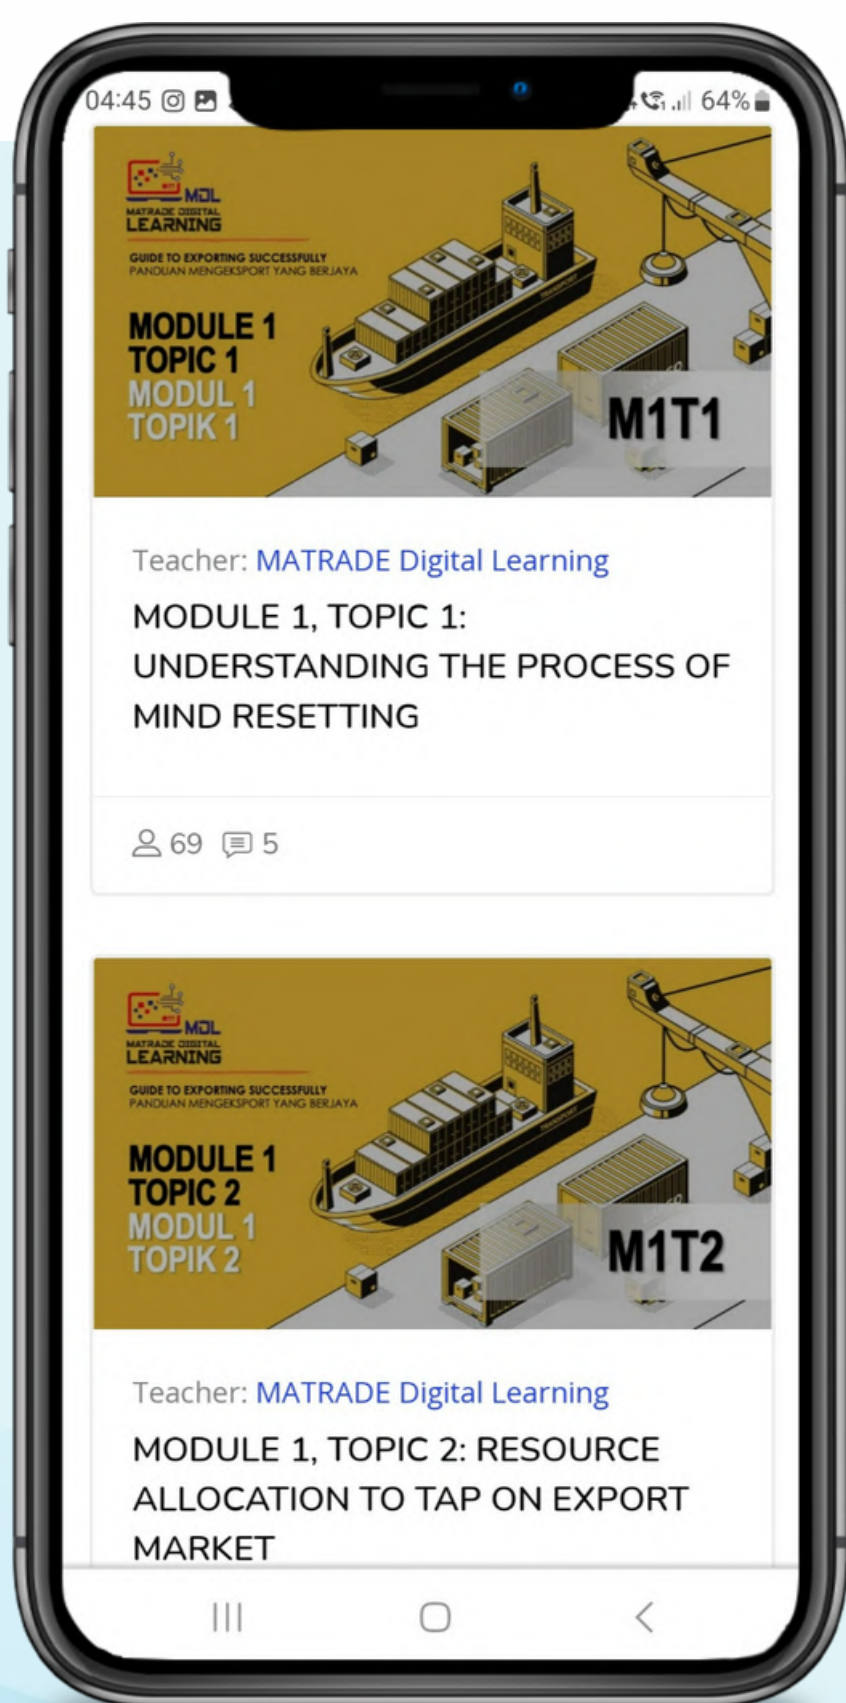 04:45
64%
MDL
MATRADE DIGITAL
LEARNING
GUIDE TO EXPORTING SUCCESSFULLY
PANDUAN MENGEKSPORT YANG BERJAYA
MODULE 1
TOPIC 1
MODUL 1
TOPIK 1
TRANSPORT
M1T1
Teacher: MATRADE Digital Learning
MODULE 1, TOPIC 1:
UNDERSTANDING THE PROCESS OF
MIND RESETTING
69 5
MDL
MATRADE DIGITAL
LEARNING
GUIDE TO EXPORTING SUCCESSFULLY
PANDUAN MENGEKSPORT YANG BERJAYA
MODULE 1
TOPIC 2
MODUL 1
TOPIK 2
TRANSPORT
M1T2
Teacher: MATRADE Digital Learning
MODULE 1, TOPIC 2: RESOURCE
ALLOCATION TO TAP ON EXPORT
MARKET